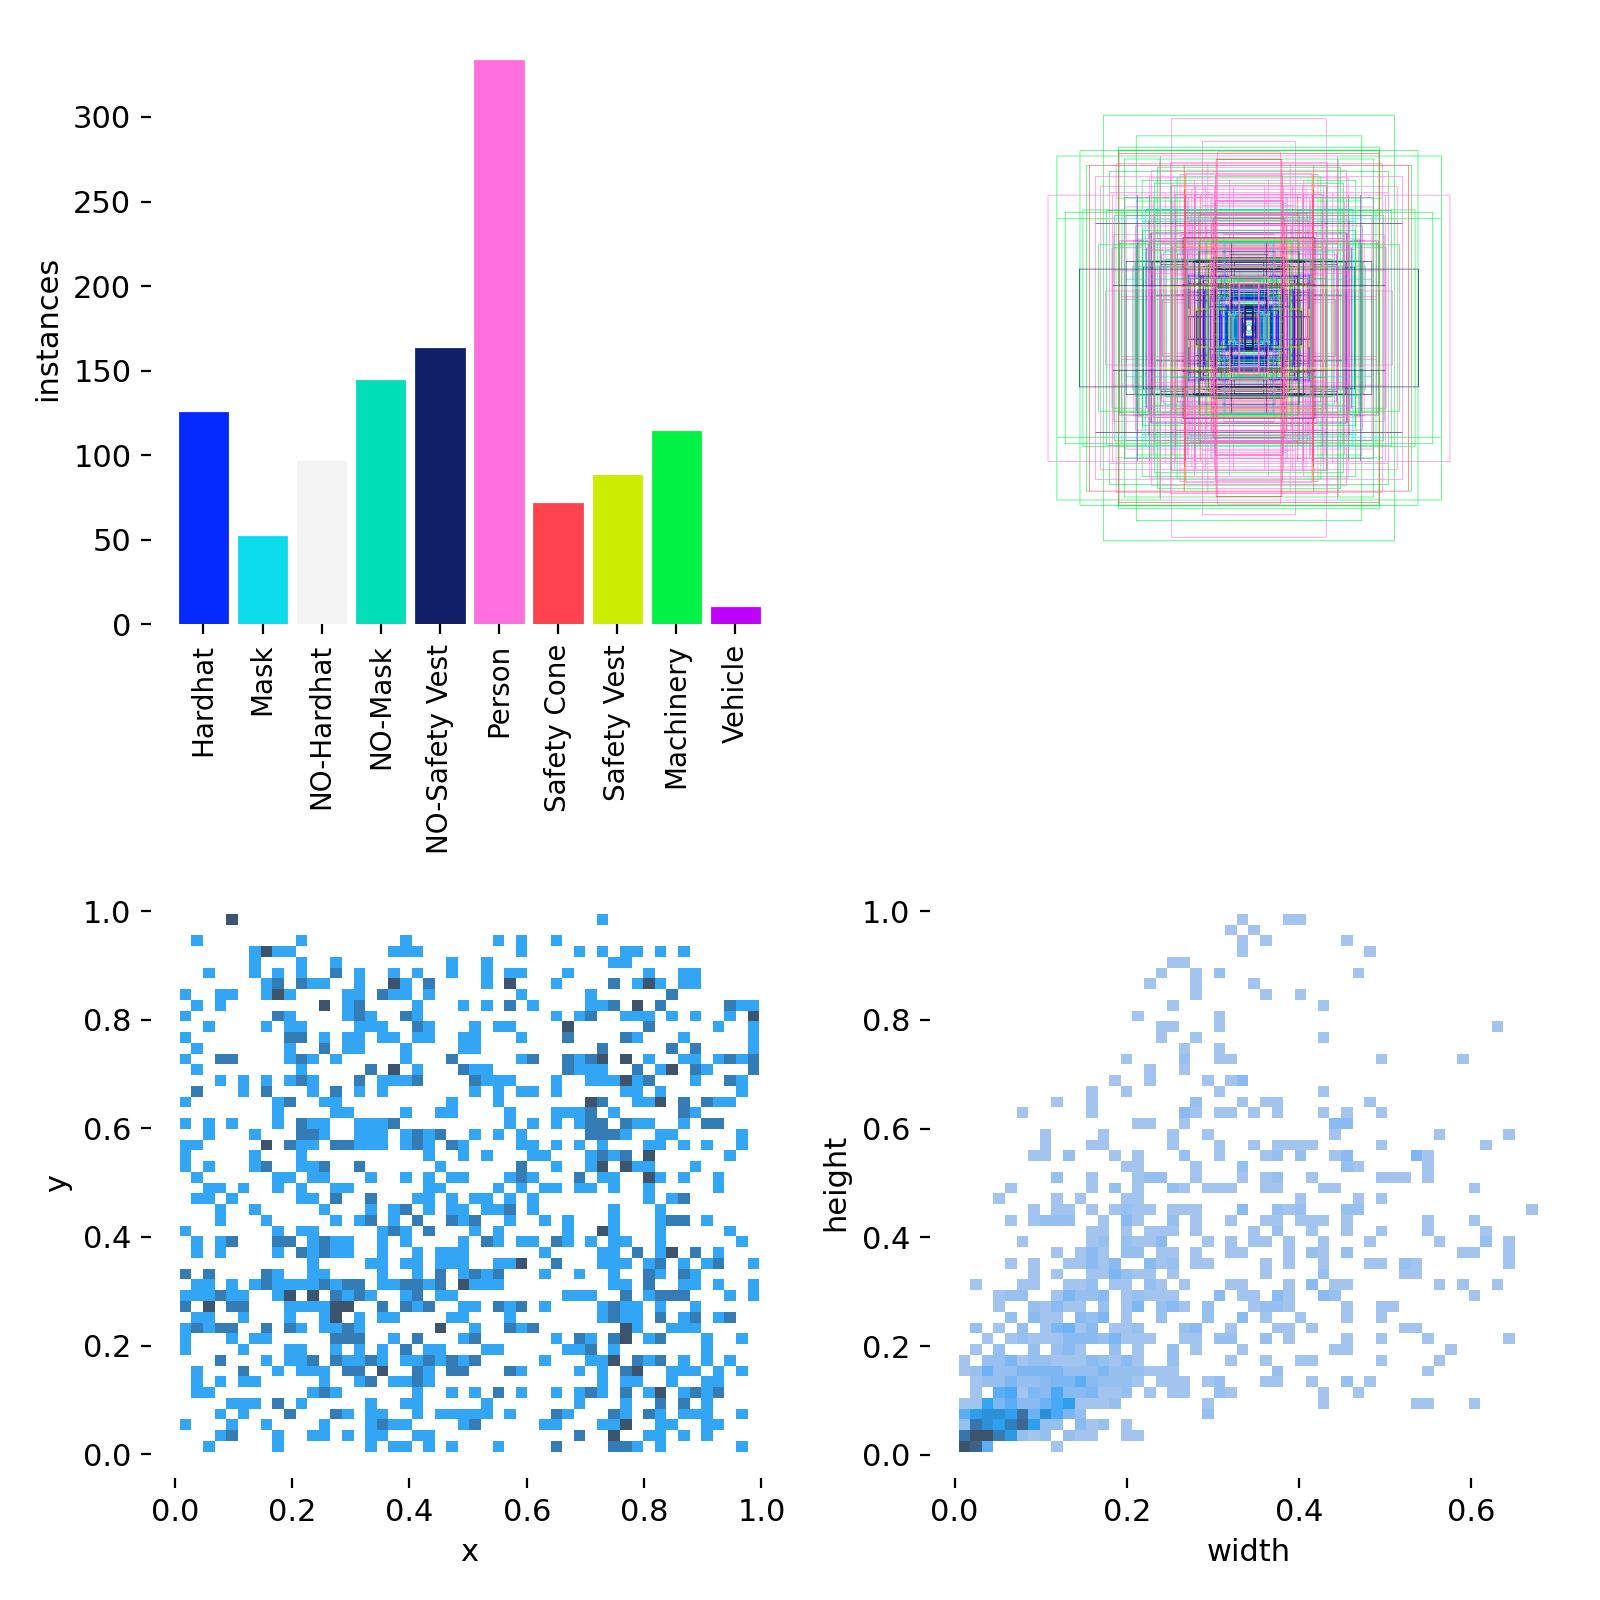 300
250
200
150
100
50
0
instances
Hardhat
Mask
NO-Hardhat
NO-Mask
NO-Safety Vest
Person
Safety Cone
Safety Vest
Machinery
Vehicle
1.0
0.8
0.6
0.4
0.2
0.0
y
0.0 0.2 0.4 0.6 0.8 1.0
x
1.0
0.8
0.6
0.4
0.2
0.0
height
0.0 0.2 0.4 0.6
width